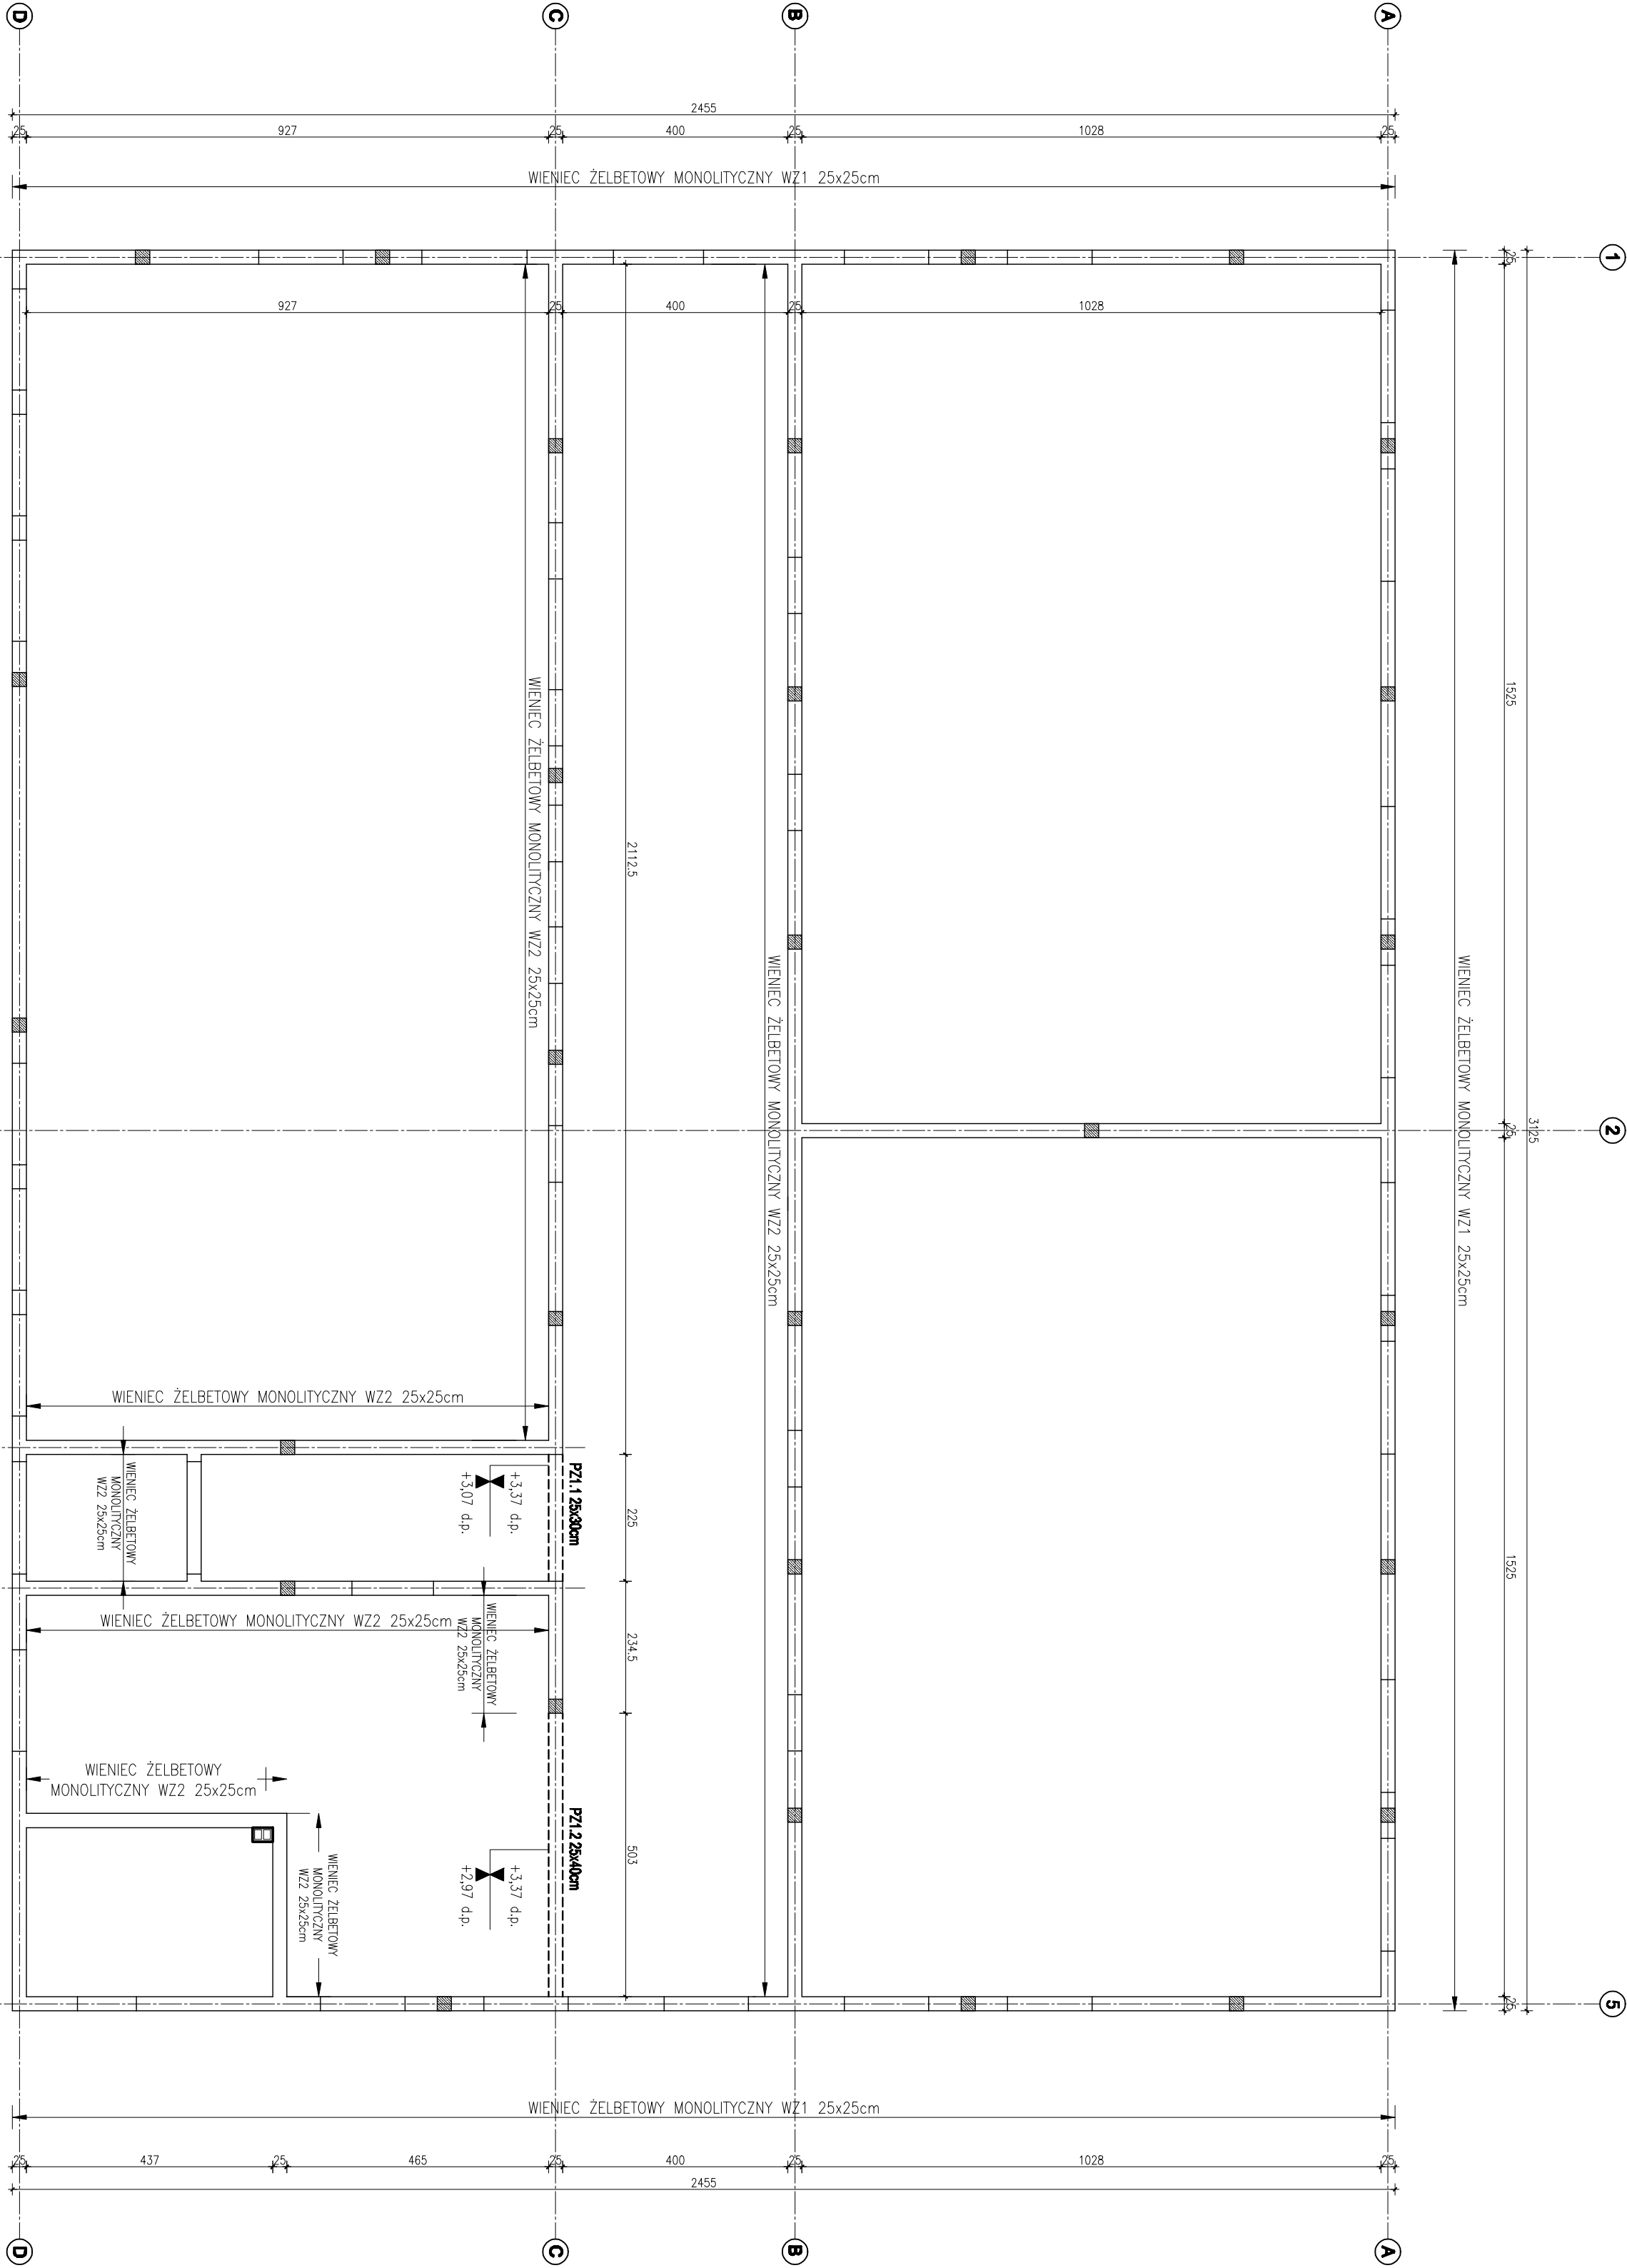 D
C
B
A
2455
25
927
25
400
25
1028
25
WIENIEC ŻELBETOWY MONOLITYCZNY WZ1 25x25cm
1
25
927
25
400
25
1028
1525
3125
WIENIEC ŻELBETOWY MONOLITYCZNY WZ2 25x25cm
2112.5
WIENIEC ŻELBETOWY MONOLITYCZNY WZ2 25x25cm
WIENIEC ŻELBETOWY MONOLITYCZNY WZ1 25x25cm
25
2
WIENIEC ŻELBETOWY MONOLITYCZNY WZ2 25x25cm
WIENIEC ŻELBETOWY
MONOLITYCZNY
WZ2 25x25cm
+3,37 d.p.
+3,07 d.p.
PZ1.1 25x30cm
225
1525
WIENIEC ŻELBETOWY MONOLITYCZNY WZ2 25x25cm
WIENIEC ŻELBETOWY
MONOLITYCZNY
WZ2 25x25cm
234.5
WIENIEC ŻELBETOWY
MONOLITYCZNY WZ2 25x25cm
WIENIEC ŻELBETOWY
MONOLITYCZNY
WZ2 25x25cm
+3,37 d.p.
+2,97 d.p.
PZ1.2 25x40cm
503
25
5
WIENIEC ŻELBETOWY MONOLITYCZNY WZ1 25x25cm
25
437
25
465
25
400
25
1028
25
2455
D
C
B
A